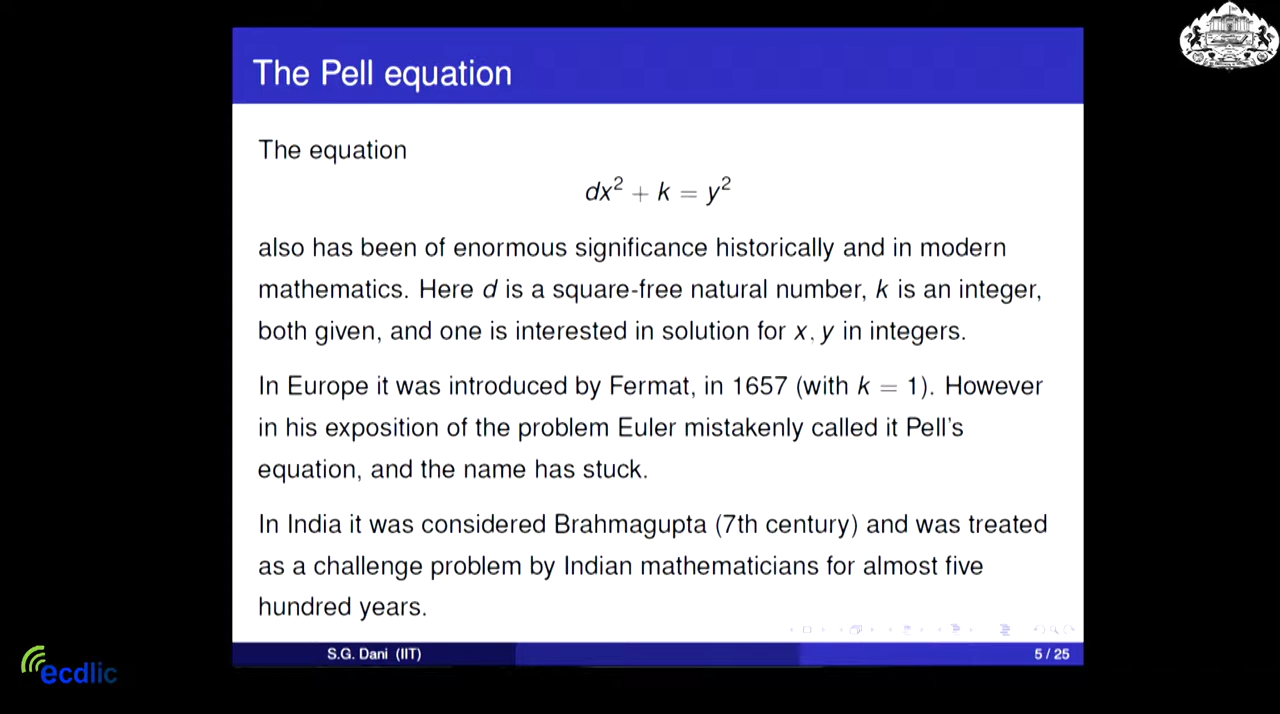 The Pell equation
The equation
dx² + k = y²
also has been of enormous significance historically and in modern
mathematics. Here d is a square-free natural number, k is an integer,
both given, and one is interested in solution for x, y in integers.
In Europe it was introduced by Fermat, in 1657 (with k = 1). However
in his exposition of the problem Euler mistakenly called it Pell's
equation, and the name has stuck.
In India it was considered Brahmagupta (7th century) and was treated
as a challenge problem by Indian mathematicians for almost five
hundred years.
S.G. Dani (IIT)
5 / 25
ecdlic